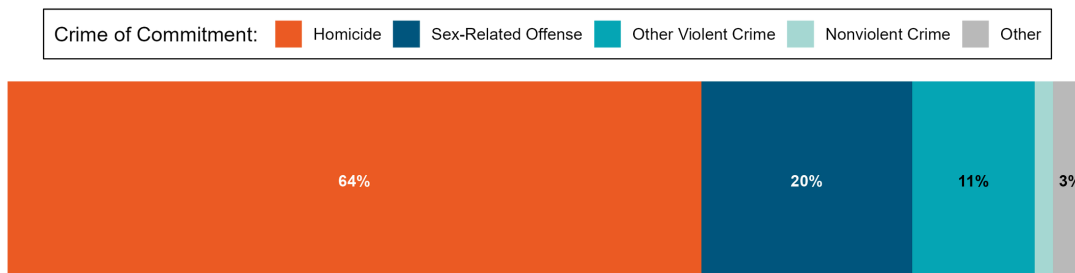 Crime of Commitment: Homicide Sex-Related Offense Other Violent Crime Nonviolent Crime Other
64% 20% 11% 3%